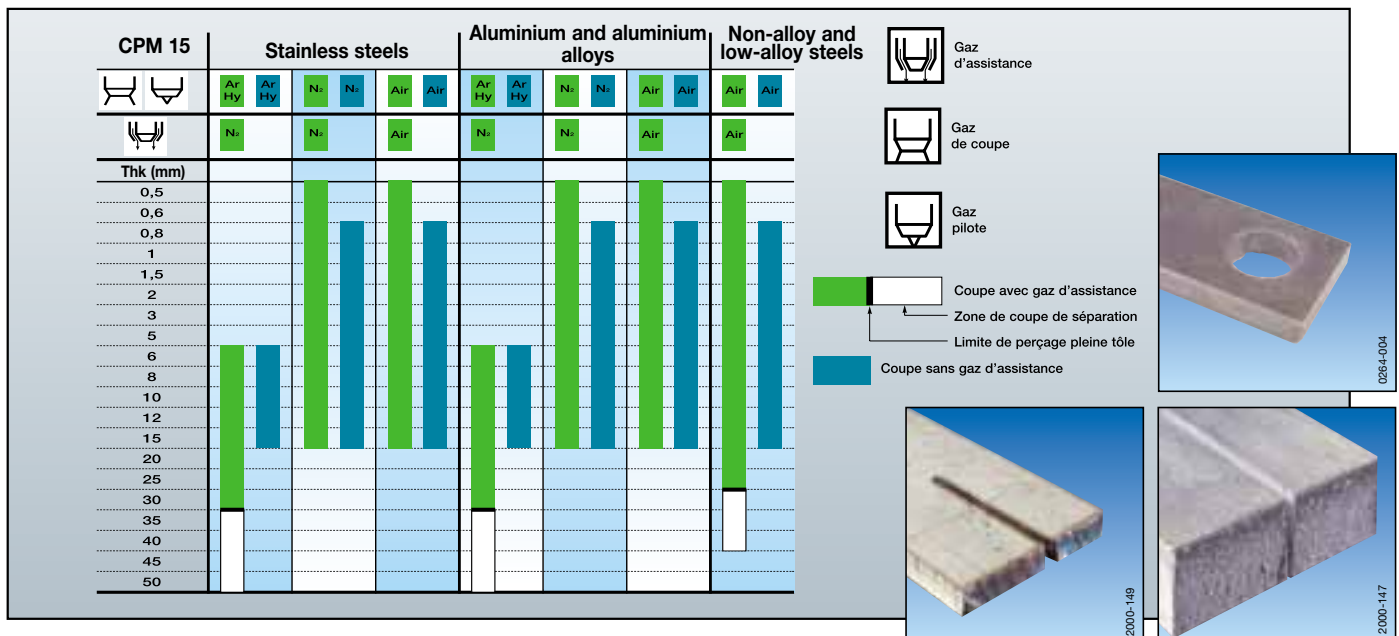 CPM 15
Stainless steels
Aluminium and aluminium
alloys
Non-alloy and
low-alloy steels
Ar
Hy
Ar
Hy
N₂
N₂
Air
Air
Ar
Hy
Ar
Hy
N₂
N₂
Air
Air
Air
Air
N₂
N₂
Air
N₂
N₂
Air
Air
Thk (mm)
0,5
0,6
0,8
1
1,5
2
3
5
6
8
10
12
15
20
25
30
35
40
45
50
Gaz
d'assistance
Gaz
de coupe
Gaz
pilote
Coupe avec gaz d'assistance
Zone de coupe de séparation
Limite de perçage pleine tôle
Coupe sans gaz d'assistance
0264-004
2000-149
2000-147